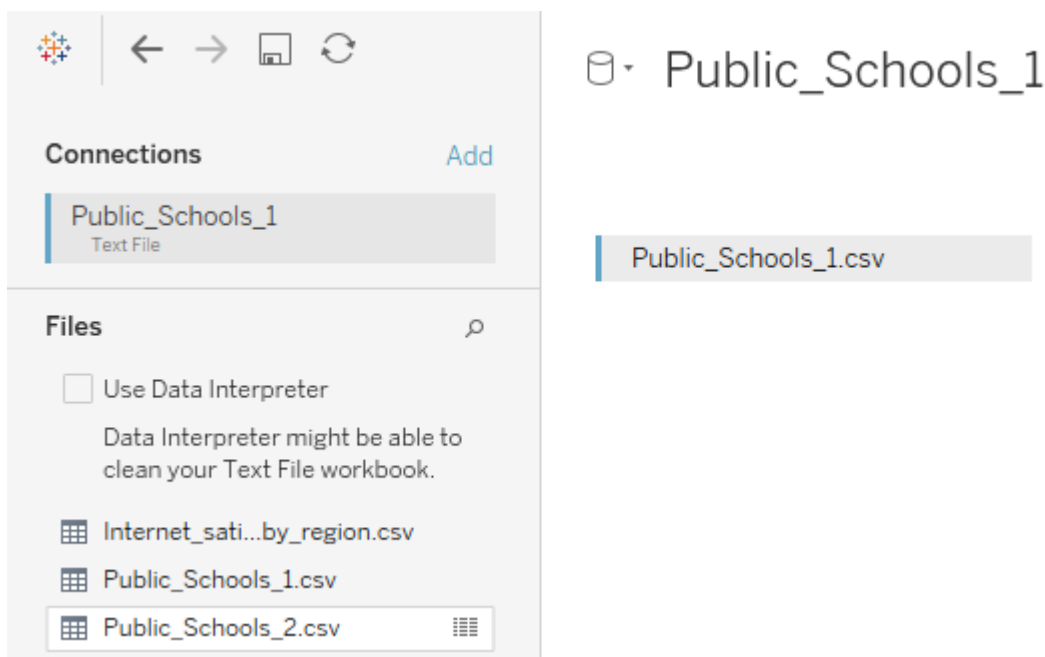 Connections
Add
Public_Schools_1
Text File
Files
Use Data Interpreter
Data Interpreter might be able to
clean your Text File workbook.
Internet_sati...by_region.csv
Public_Schools_1.csv
Public_Schools_2.csv
Public_Schools_1
Public_Schools_1.csv